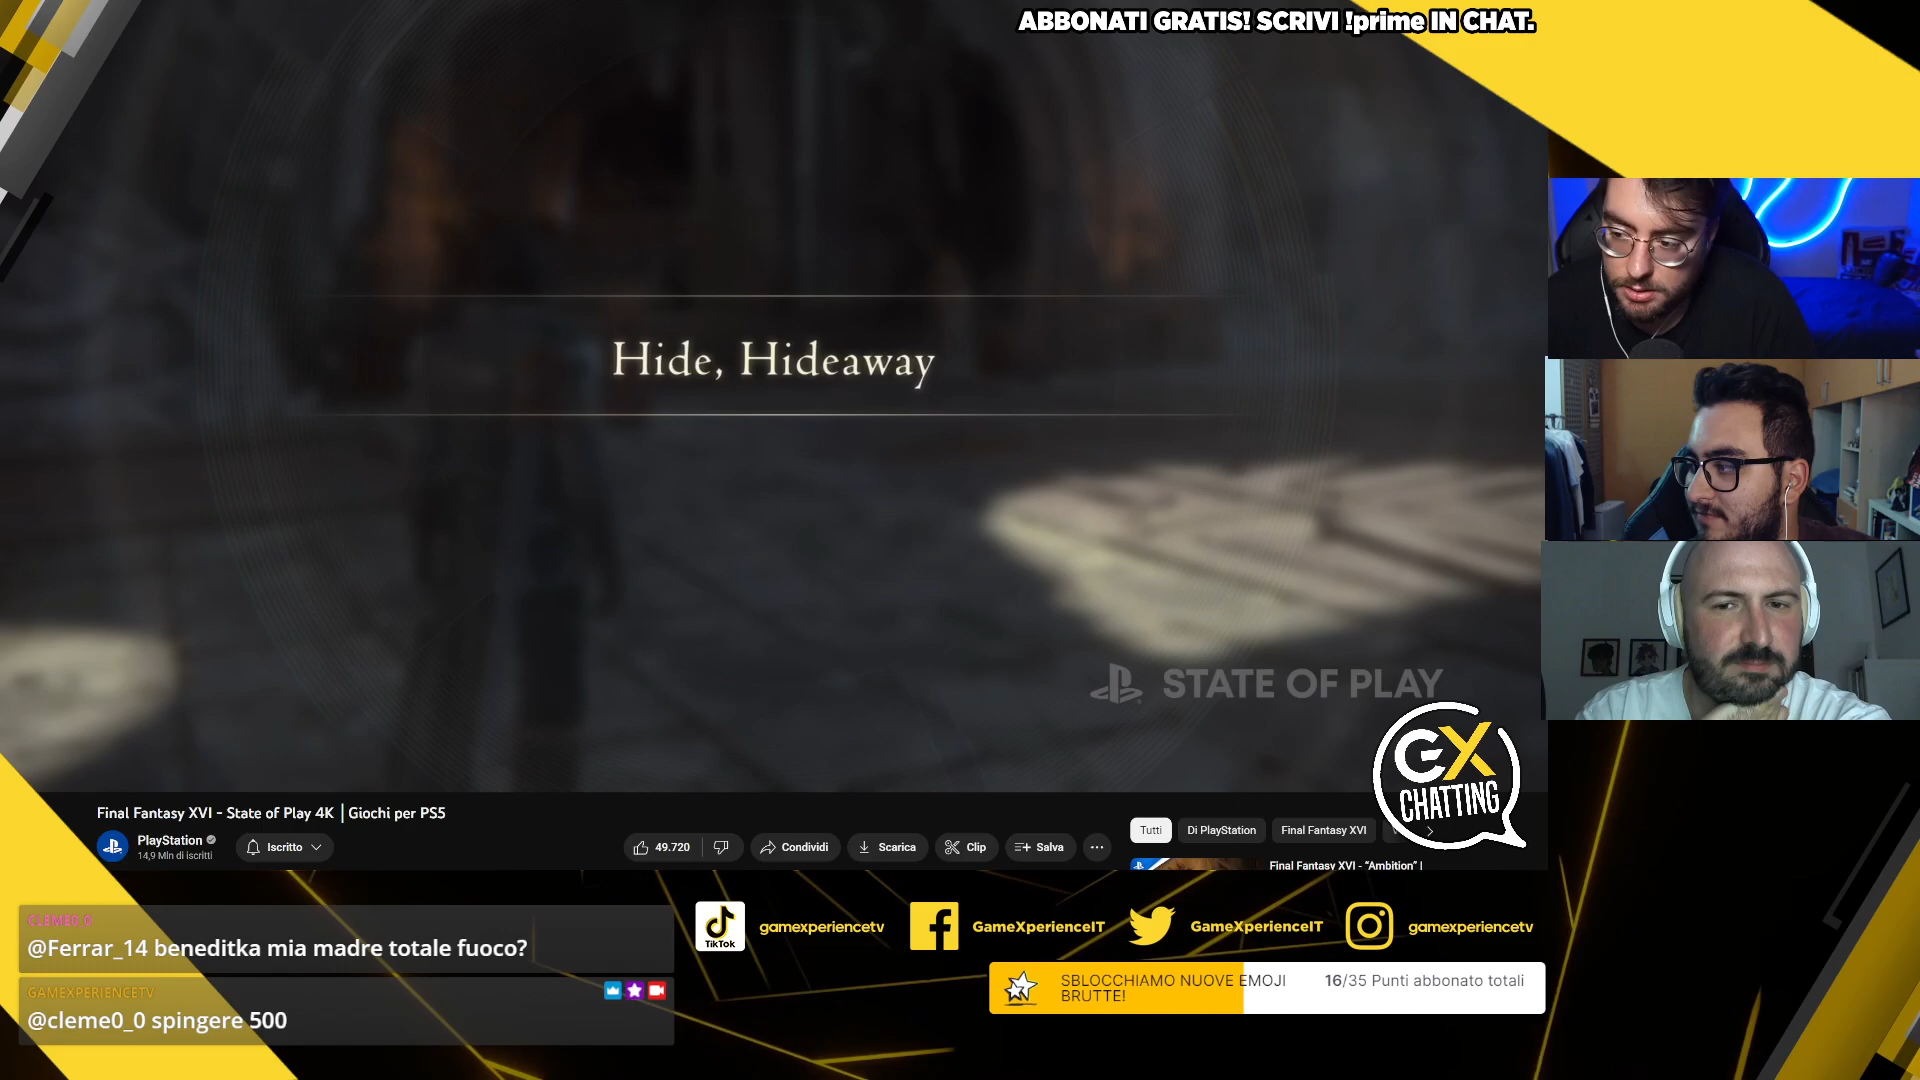 ABBONATI GRATIS! SCRIVI !prime IN CHAT.
Hide, Hideaway
STATE OF PLAY
GX
CHATTING
Final Fantasy XVI - State of Play 4K | Giochi per PS5
PlayStation
14,9 Mln di iscritti
Iscritto
49.720
Condividi
Scarica
Clip
Salva
Tutti
Di PlayStation
Final Fantasy XVI
Final Fantasy XVI - “Ambition” |
CLEME0_0
@Ferrar_14 beneditka mia madre totale fuoco?
GAMEXPERIENCETV
@cleme0_0 spingere 500
TikTok
gamexperiencetv
GameXperienceIT
GameXperienceIT
gamexperiencetv
SBLOCCHIAMO NUOVE EMOJI
BRUTTE!
16/35 Punti abbonato totali